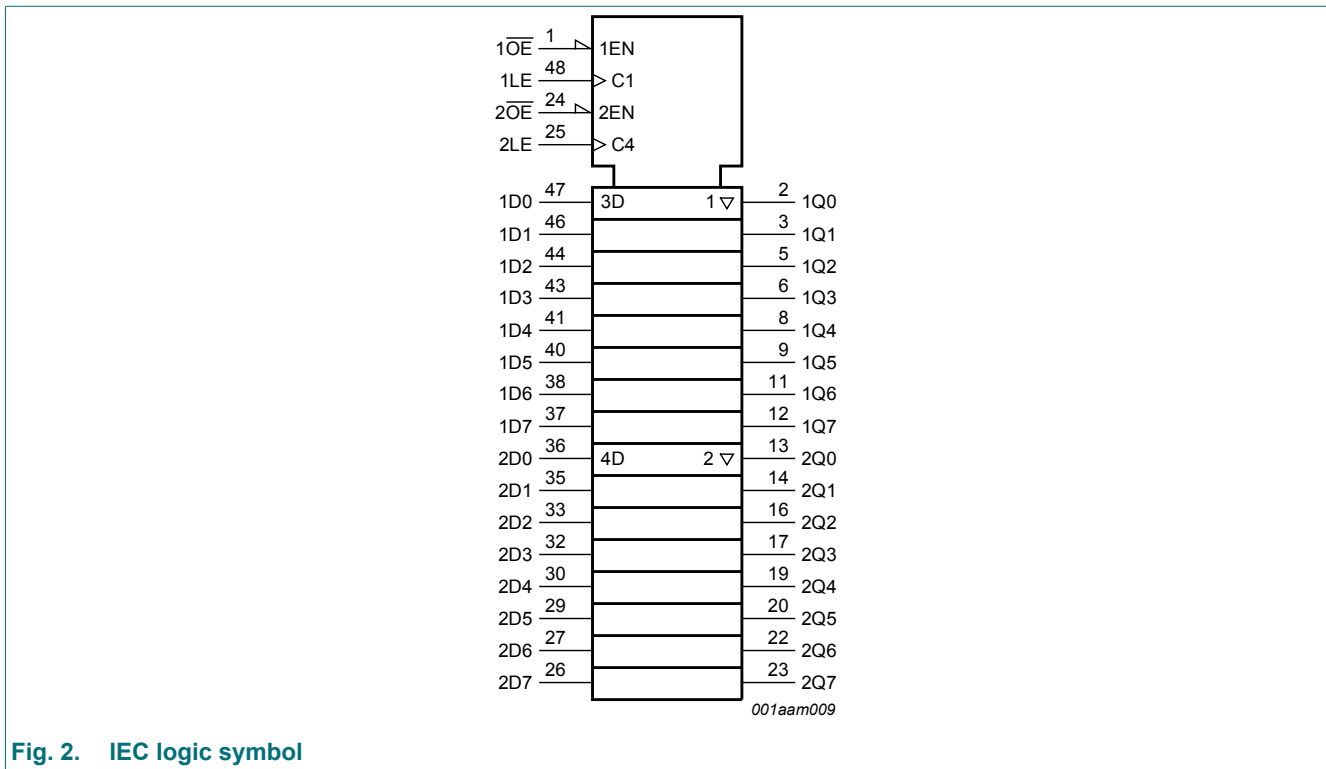 1O̅E̅ 1 1EN
1LE 48 C1
2O̅E̅ 24 2EN
2LE 25 C4
1D0 47 3D 1 ▽ 2 1Q0
1D1 46 3 1Q1
1D2 44 5 1Q2
1D3 43 6 1Q3
1D4 41 8 1Q4
1D5 40 9 1Q5
1D6 38 11 1Q6
1D7 37 12 1Q7
2D0 36 4D 2 ▽ 13 2Q0
2D1 35 14 2Q1
2D2 33 16 2Q2
2D3 32 17 2Q3
2D4 30 19 2Q4
2D5 29 20 2Q5
2D6 27 22 2Q6
2D7 26 23 2Q7
001aam009
Fig. 2. IEC logic symbol